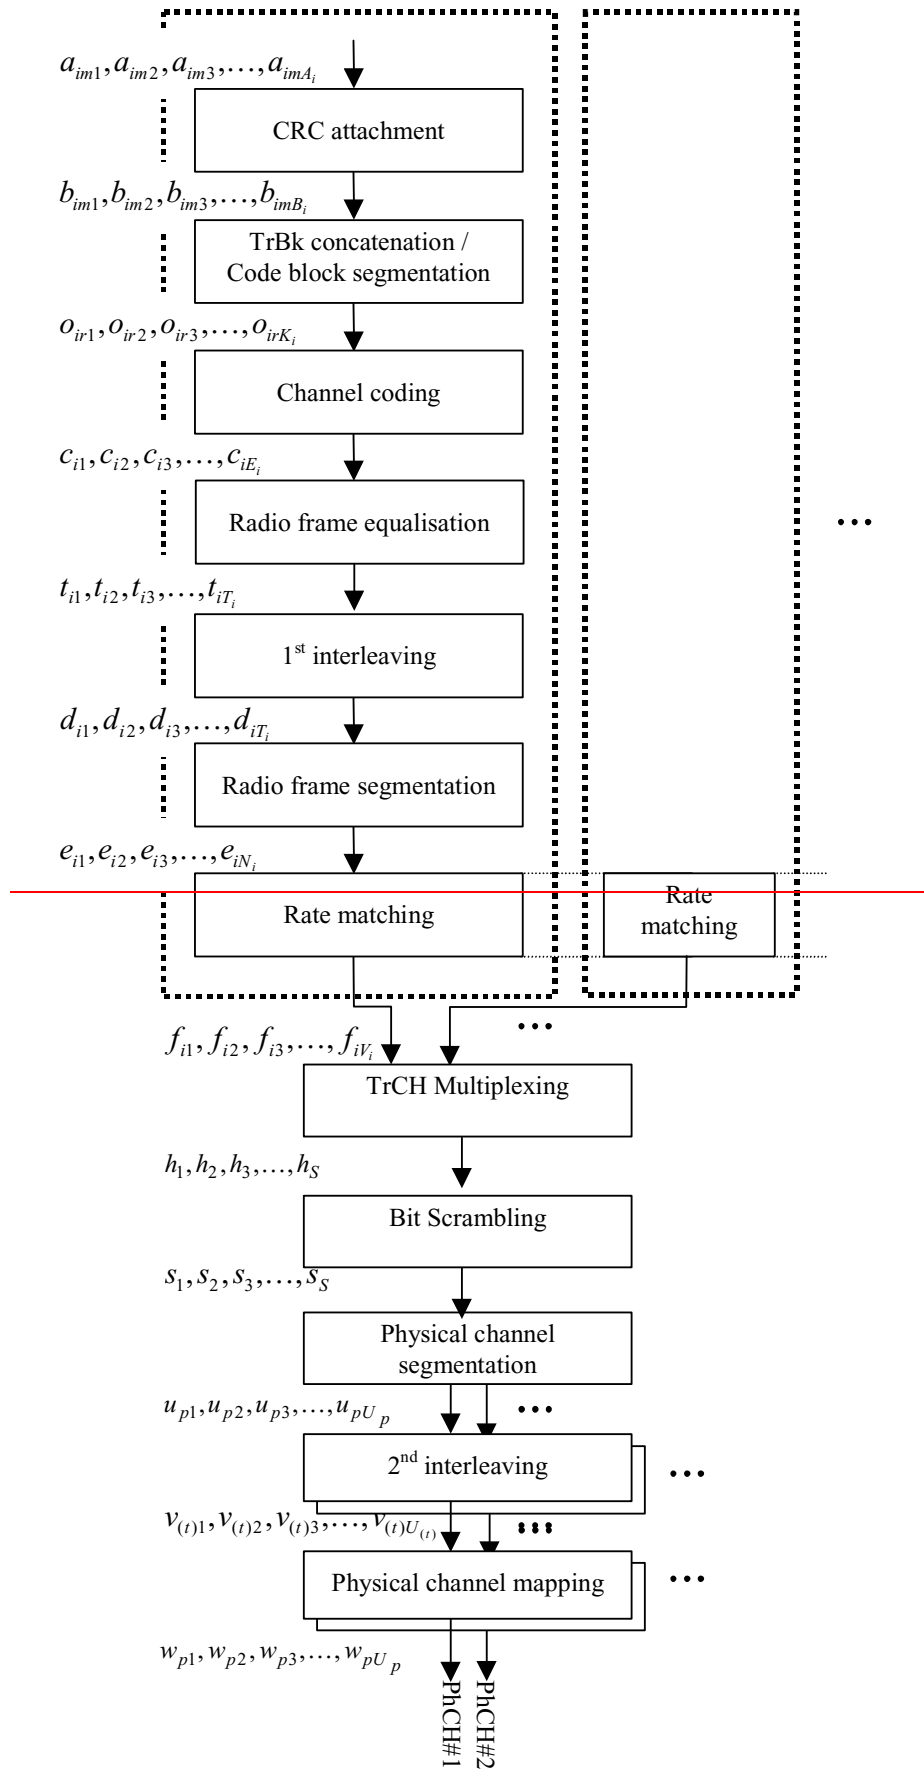 a_{im1}, a_{im2}, a_{im3}, …, a_{imA_i}
CRC attachment
b_{im1}, b_{im2}, b_{im3}, …, b_{imB_i}
TrBk concatenation /
Code block segmentation
o_{ir1}, o_{ir2}, o_{ir3}, …, o_{irK_i}
Channel coding
c_{i1}, c_{i2}, c_{i3}, …, c_{iE_i}
Radio frame equalisation
…
t_{i1}, t_{i2}, t_{i3}, …, t_{iT_i}
1st interleaving
d_{i1}, d_{i2}, d_{i3}, …, d_{iT_i}
Radio frame segmentation
e_{i1}, e_{i2}, e_{i3}, …, e_{iN_i}
Rate matching
Rate
matching
…
f_{i1}, f_{i2}, f_{i3}, …, f_{iV_i}
TrCH Multiplexing
h_1, h_2, h_3, …, h_S
Bit Scrambling
s_1, s_2, s_3, …, s_S
Physical channel
segmentation
u_{p1}, u_{p2}, u_{p3}, …, u_{pU_p}
…
2nd interleaving
…
v_{(t)1}, v_{(t)2}, v_{(t)3}, …, v_{(t)U_{(t)}}
…
Physical channel mapping
…
w_{p1}, w_{p2}, w_{p3}, …, w_{pU_p}
PhCH#1
PhCH#2